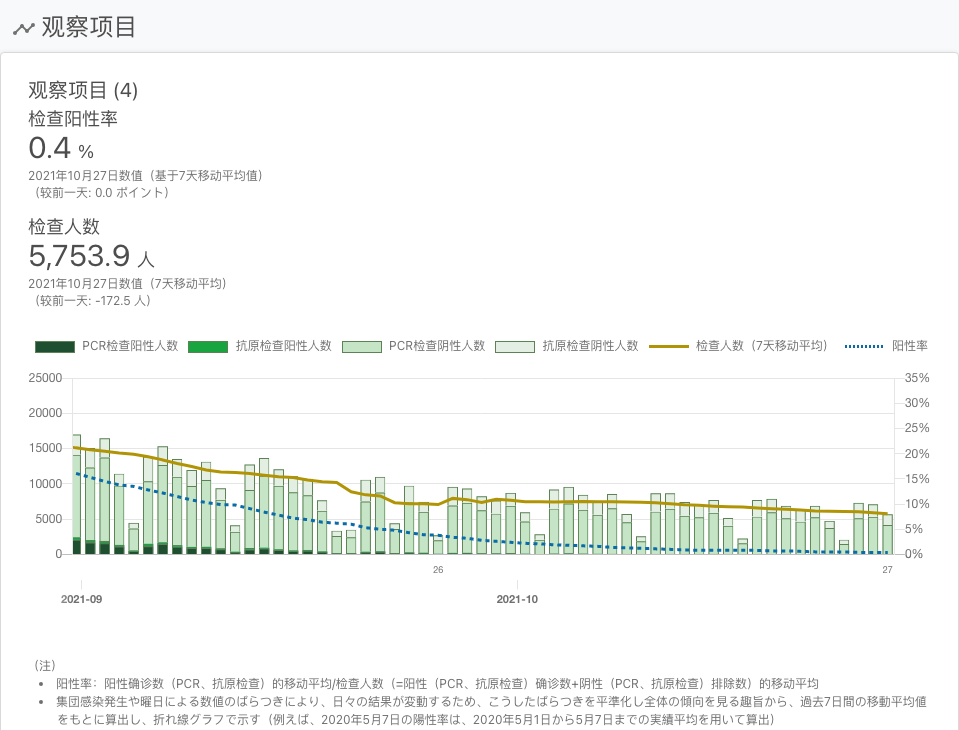 观察项目
观察项目 (4)
检查阳性率
0.4 %
2021年10月27日数值（基于7天移动平均值）
（较前一天: 0.0 ポイント）
检查人数
5,753.9 人
2021年10月27日数值（7天移动平均）
（较前一天: -172.5 人）
PCR检查阳性人数 抗原检查阳性人数 PCR检查阴性人数 抗原检查阴性人数 检查人数（7天移动平均） 阳性率
25000 35%
30%
20000
25%
15000 20%
15%
10000
10%
5000 5%
0 0%
26 27
2021-09 2021-10
（注）
• 阳性率：阳性确诊数（PCR、抗原检查）的移动平均/检查人数（=阳性（PCR、抗原检查）确诊数+阴性（PCR、抗原检查）排除数）的移动平均
• 集団感染発生や曜日による数値のばらつきにより、日々の結果が変動するため、こうしたばらつきを平準化し全体の傾向を見る趣旨から、過去7日間の移動平均値
をもとに算出し、折れ線グラフで示す（例えば、2020年5月7日の陽性率は、2020年5月1日から5月7日までの実績平均を用いて算出）